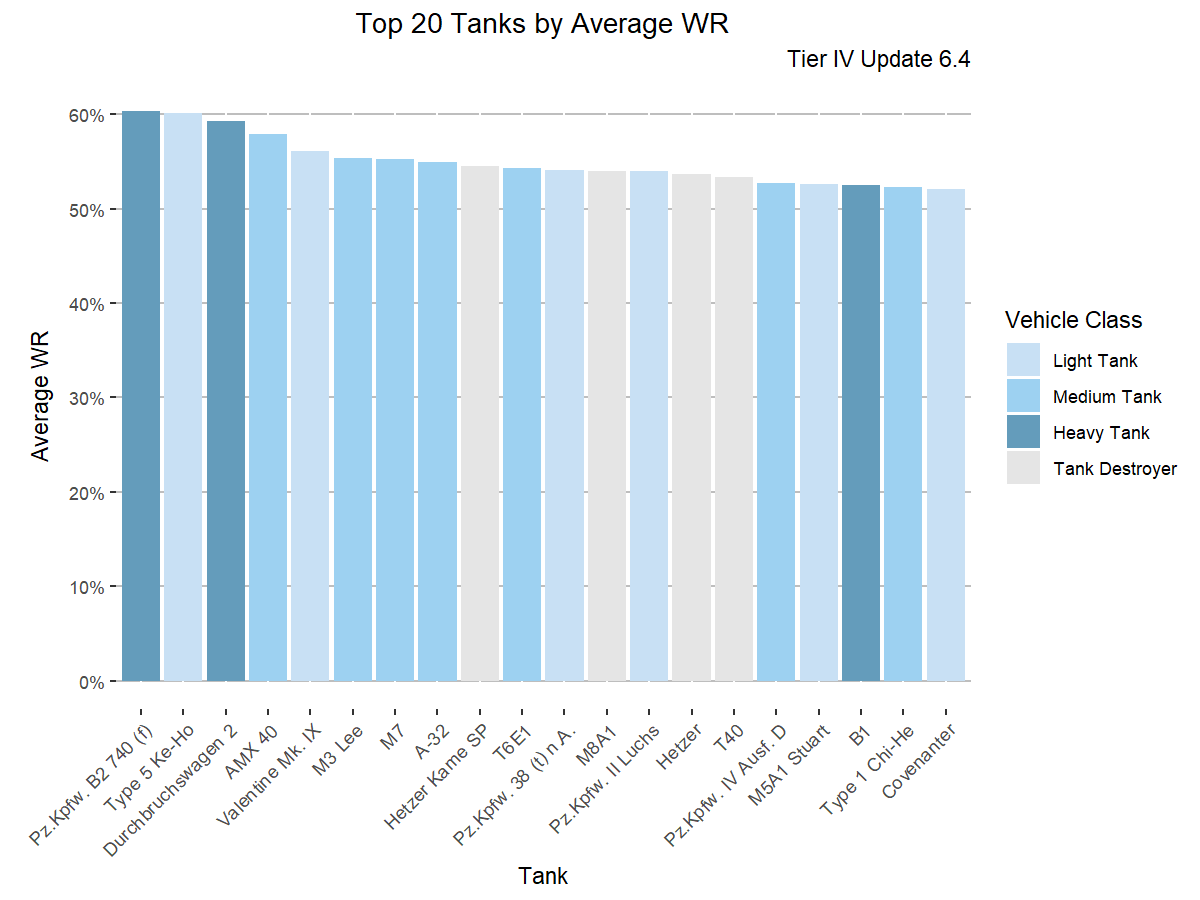 Top 20 Tanks by Average WR
Tier IV Update 6.4
60%
50%
40%
30%
20%
10%
0%
Average WR
Pz.Kpfw. B2 740 (f)
Type 5 Ke-Ho
Durchbruchswagen 2
AMX 40
Valentine Mk. IX
M3 Lee
M7
A-32
Hetzer Kame SP
T6E1
Pz.Kpfw. 38 (t) n.A.
M8A1
Pz.Kpfw. II Luchs
Hetzer
T40
Pz.Kpfw. IV Ausf. D
M5A1 Stuart
B1
Type 1 Chi-He
Covenanter
Tank
Vehicle Class
Light Tank
Medium Tank
Heavy Tank
Tank Destroyer